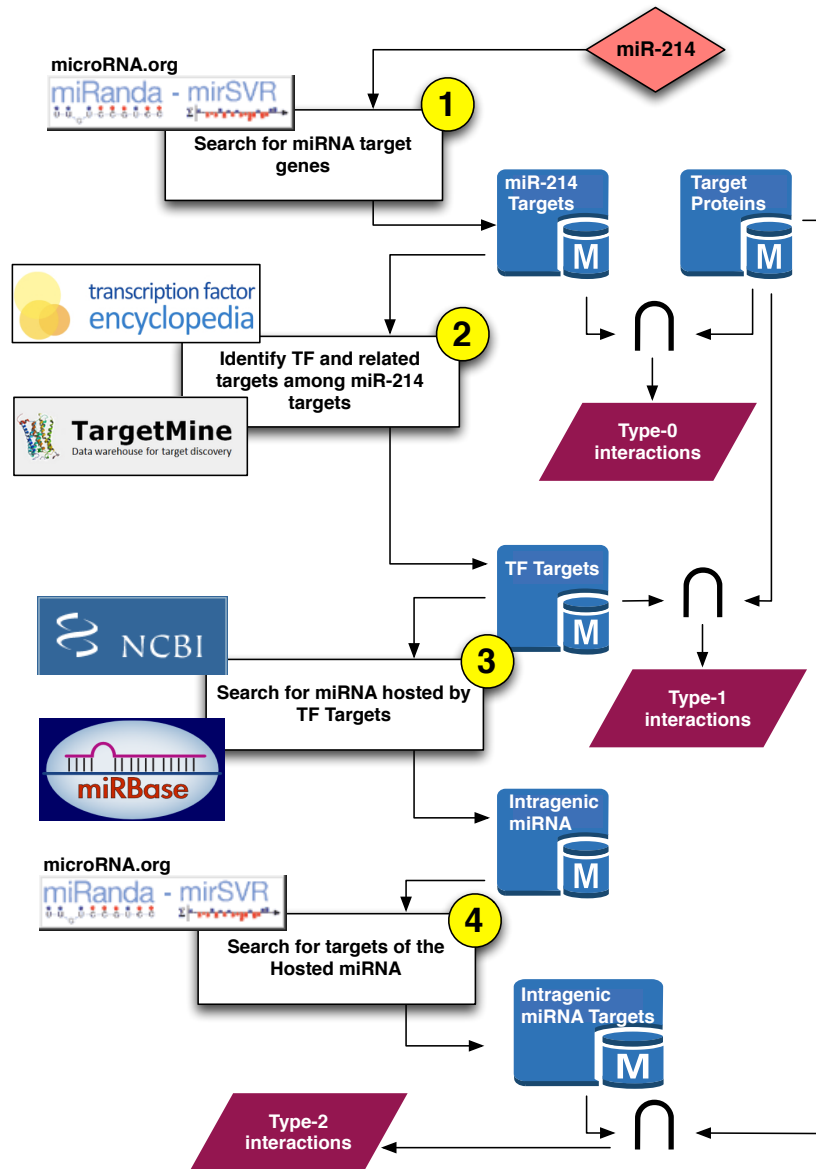 miR-214
microRNA.org
miRanda - mirSVR
1
Search for miRNA target
genes
miR-214
Targets
M
Target
Proteins
M
transcription factor
encyclopedia
2
Identify TF and related
targets among miR-214
targets
TargetMine
Data warehouse for target discovery
Type-0
interactions
TF Targets
M
NCBI
3
Search for miRNA hosted by
TF Targets
Type-1
interactions
miRBase
Intragenic
miRNA
M
microRNA.org
miRanda - mirSVR
4
Search for targets of the
Hosted miRNA
Intragenic
miRNA Targets
M
Type-2
interactions